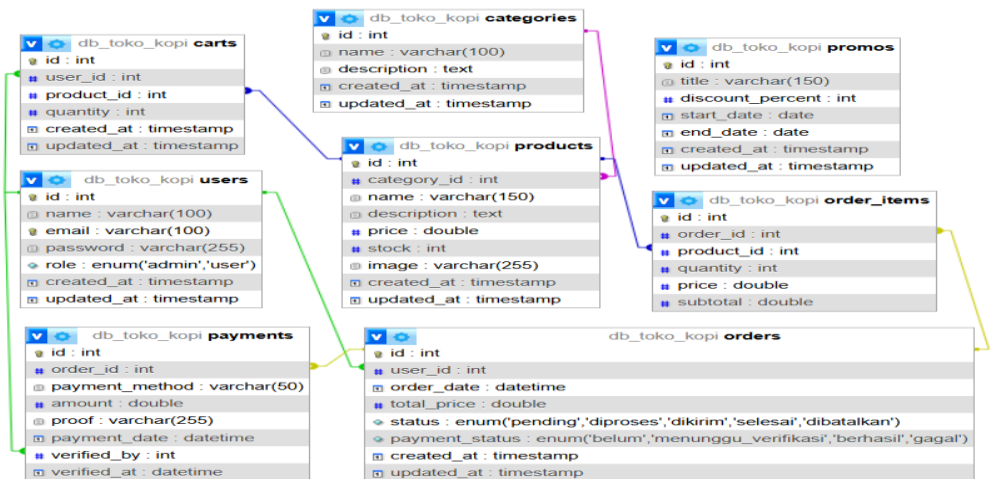 db_toko_kopi categories
id : int
name : varchar(100)
description : text
created_at : timestamp
updated_at : timestamp
db_toko_kopi carts
id : int
user_id : int
product_id : int
quantity : int
created_at : timestamp
updated_at : timestamp
db_toko_kopi promos
id : int
title : varchar(150)
discount_percent : int
start_date : date
end_date : date
created_at : timestamp
updated_at : timestamp
db_toko_kopi products
id : int
category_id : int
name : varchar(150)
description : text
price : double
stock : int
image : varchar(255)
created_at : timestamp
updated_at : timestamp
db_toko_kopi users
id : int
name : varchar(100)
email : varchar(100)
password : varchar(255)
role : enum('admin','user')
created_at : timestamp
updated_at : timestamp
db_toko_kopi order_items
id : int
order_id : int
product_id : int
quantity : int
price : double
subtotal : double
db_toko_kopi payments
id : int
order_id : int
payment_method : varchar(50)
amount : double
proof : varchar(255)
payment_date : datetime
verified_by : int
verified_at : datetime
db_toko_kopi orders
id : int
user_id : int
order_date : datetime
total_price : double
status : enum('pending','diproses','dikirim','selesai','dibatalkan')
payment_status : enum('belum','menunggu_verifikasi','berhasil','gagal')
created_at : timestamp
updated_at : timestamp